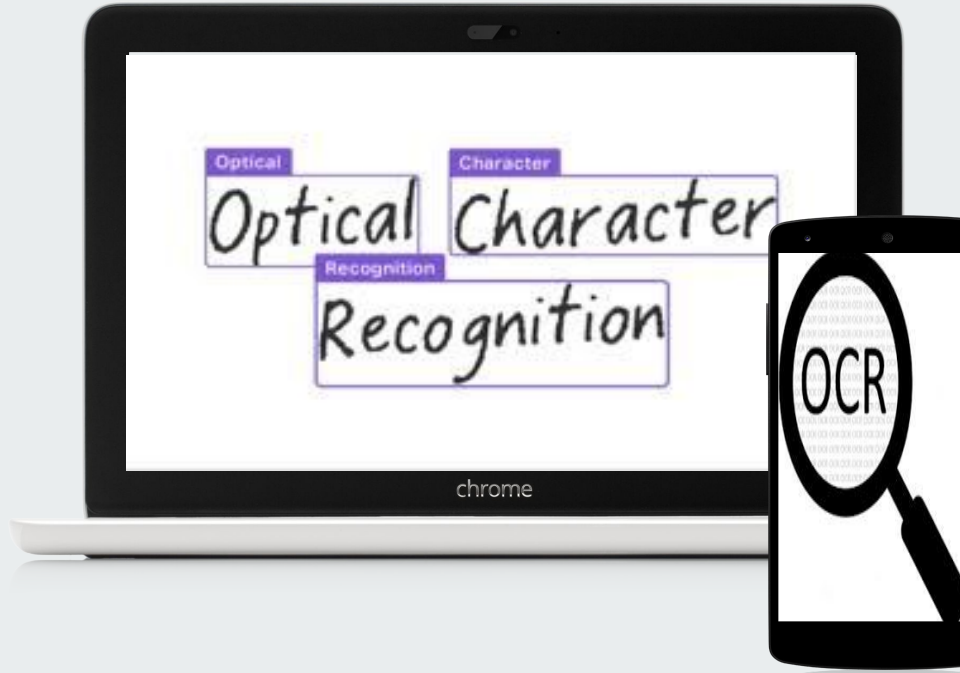 Optical Character
Optical Character
Recognition
Recognition
chrome
OCR